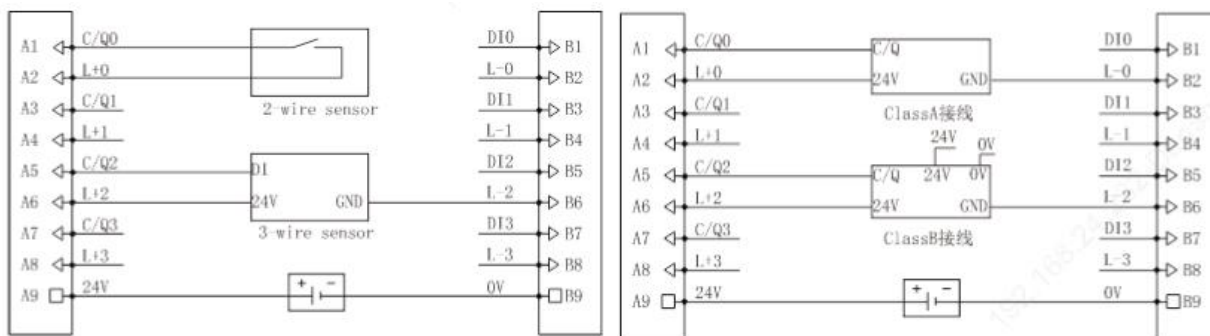 A1 C/Q0 DI0 B1
A2 L+0 L-0 B2
2-wire sensor
A3 C/Q1 DI1 B3
A4 L+1 L-1 B4
A5 C/Q2 DI DI2 B5
A6 L+2 24V GND L-2 B6
3-wire sensor
A7 C/Q3 DI3 B7
A8 L+3 L-3 B8
A9 24V + - 0V B9
A1 C/Q0 C/Q DI0 B1
A2 L+0 24V GND L-0 B2
ClassA接线
A3 C/Q1 DI1 B3
A4 L+1 24V 0V L-1 B4
A5 C/Q2 C/Q 24V 0V DI2 B5
A6 L+2 24V GND L-2 B6
ClassB接线
A7 C/Q3 DI3 B7
A8 L+3 L-3 B8
A9 24V + - 0V B9